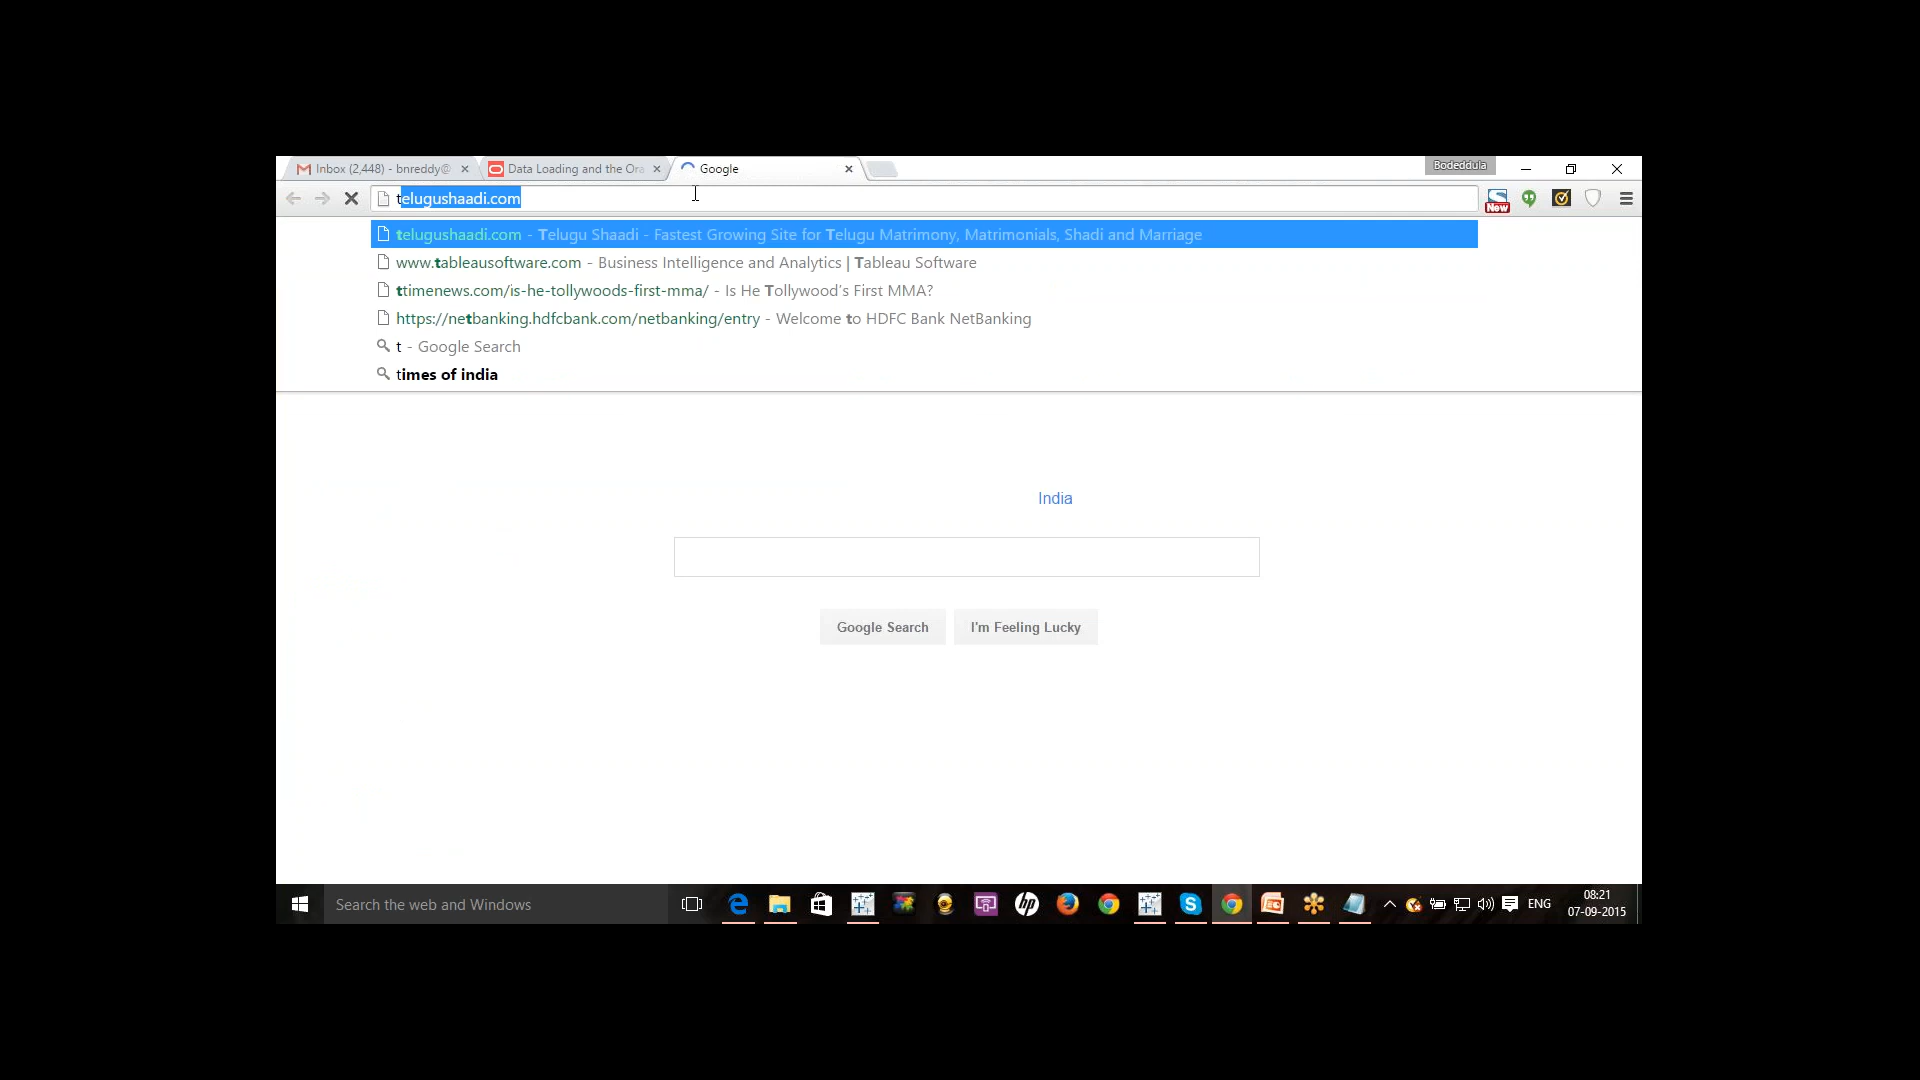 Inbox (2,448) - bnreddy@
Data Loading and the Ora
Google
Bodeddula
telugushaadi.com
New
telugushaadi.com - Telugu Shaadi - Fastest Growing Site for Telugu Matrimony, Matrimonials, Shadi and Marriage
www.tableausoftware.com - Business Intelligence and Analytics | Tableau Software
ttimenews.com/is-he-tollywoods-first-mma/ - Is He Tollywood's First MMA?
https://netbanking.hdfcbank.com/netbanking/entry - Welcome to HDFC Bank NetBanking
t - Google Search
times of india
India
Google Search
I'm Feeling Lucky
Search the web and Windows
hp
ENG
08:21
07-09-2015